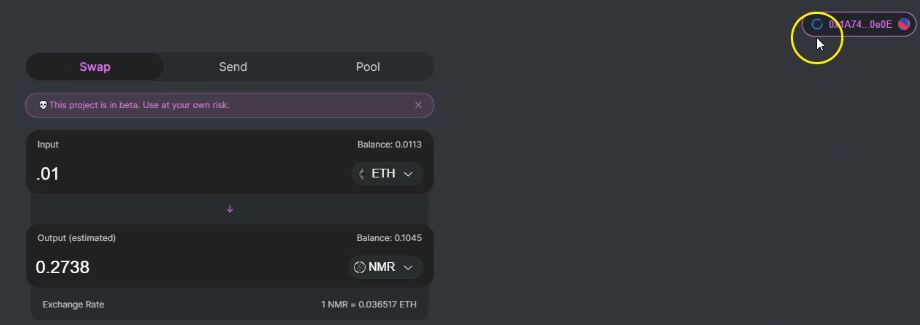 0x1A74...0e0E
Swap Send Pool
💀This project is in beta. Use at your own risk.
Input Balance: 0.0113
.01 ETH
Output (estimated) Balance: 0.1045
0.2738 NMR
Exchange Rate 1 NMR = 0.036517 ETH